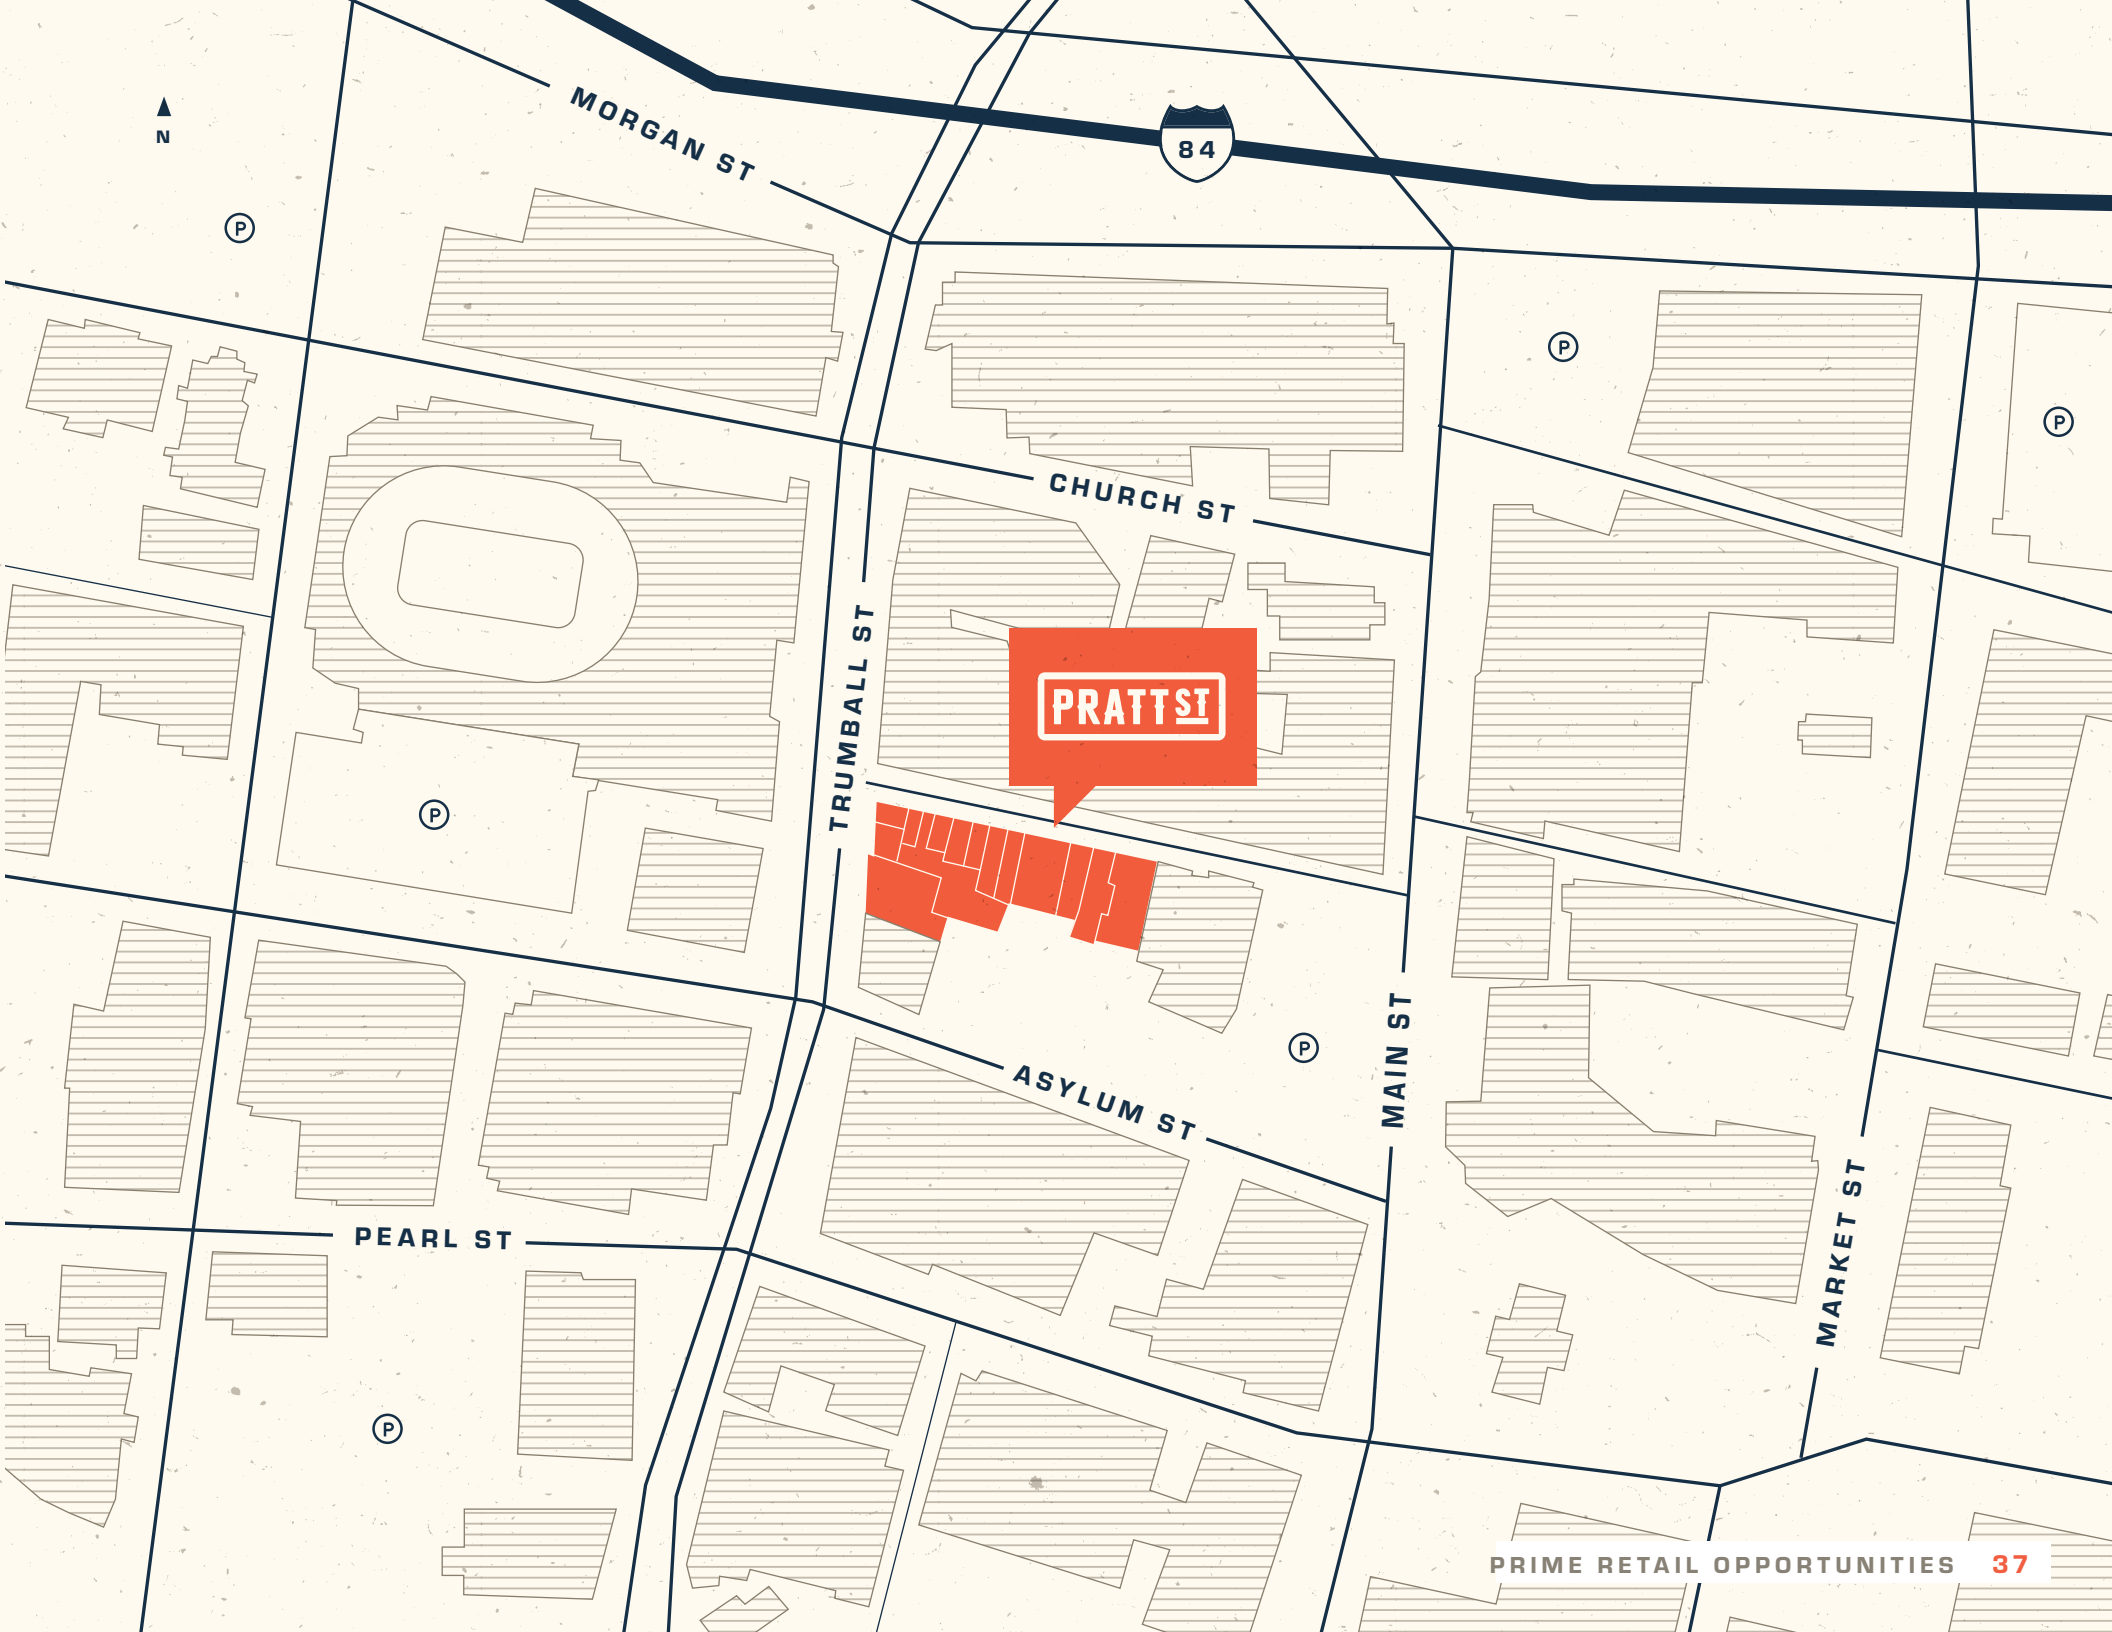 MORGAN ST
84
N
P
P
P
CHURCH ST
TRUMBALL ST
PRATT ST
P
MAIN ST
P
ASYLUM ST
MARKET ST
PEARL ST
P
PRIME RETAIL OPPORTUNITIES 37